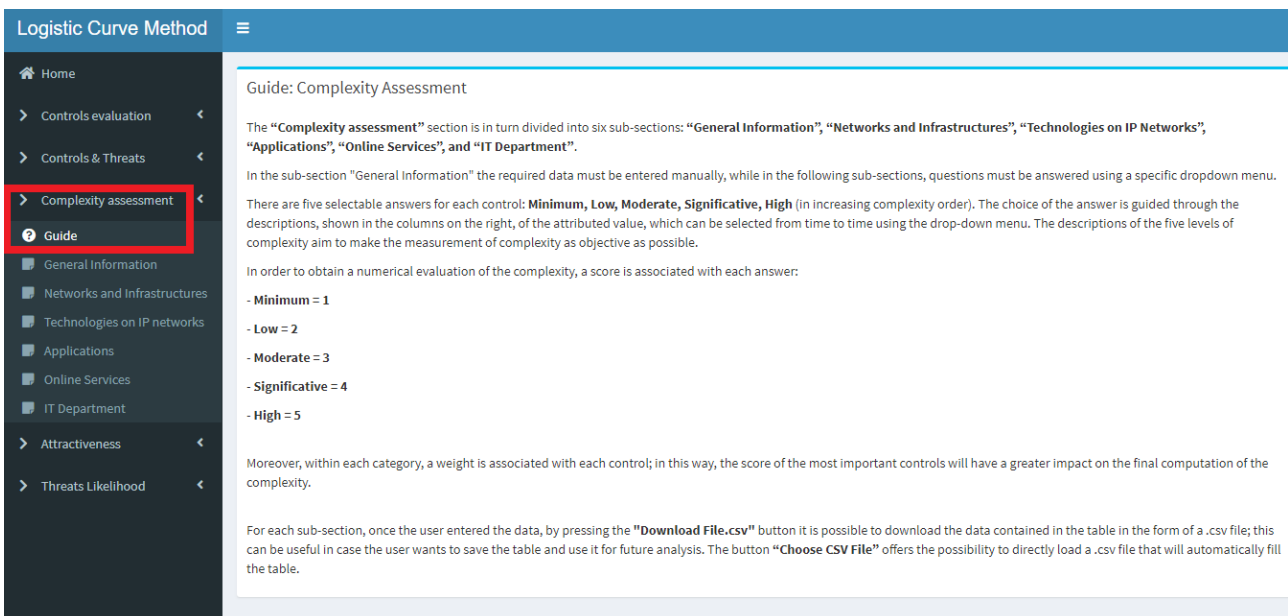 Logistic Curve Method
Home
Controls evaluation
Controls & Threats
Complexity assessment
Guide
General Information
Networks and Infrastructures
Technologies on IP networks
Applications
Online Services
IT Department
Attractiveness
Threats Likelihood
Guide: Complexity Assessment
The “Complexity assessment” section is in turn divided into six sub-sections: “General Information”, “Networks and Infrastructures”, “Technologies on IP Networks”,
“Applications”, “Online Services”, and “IT Department”.
In the sub-section "General Information" the required data must be entered manually, while in the following sub-sections, questions must be answered using a specific dropdown menu.
There are five selectable answers for each control: Minimum, Low, Moderate, Significative, High (in increasing complexity order). The choice of the answer is guided through the
descriptions, shown in the columns on the right, of the attributed value, which can be selected from time to time using the drop-down menu. The descriptions of the five levels of
complexity aim to make the measurement of complexity as objective as possible.
In order to obtain a numerical evaluation of the complexity, a score is associated with each answer:
- Minimum = 1
- Low = 2
- Moderate = 3
- Significative = 4
- High = 5
Moreover, within each category, a weight is associated with each control; in this way, the score of the most important controls will have a greater impact on the final computation of the
complexity.
For each sub-section, once the user entered the data, by pressing the "Download File.csv" button it is possible to download the data contained in the table in the form of a .csv file; this
can be useful in case the user wants to save the table and use it for future analysis. The button “Choose CSV File” offers the possibility to directly load a .csv file that will automatically fill
the table.